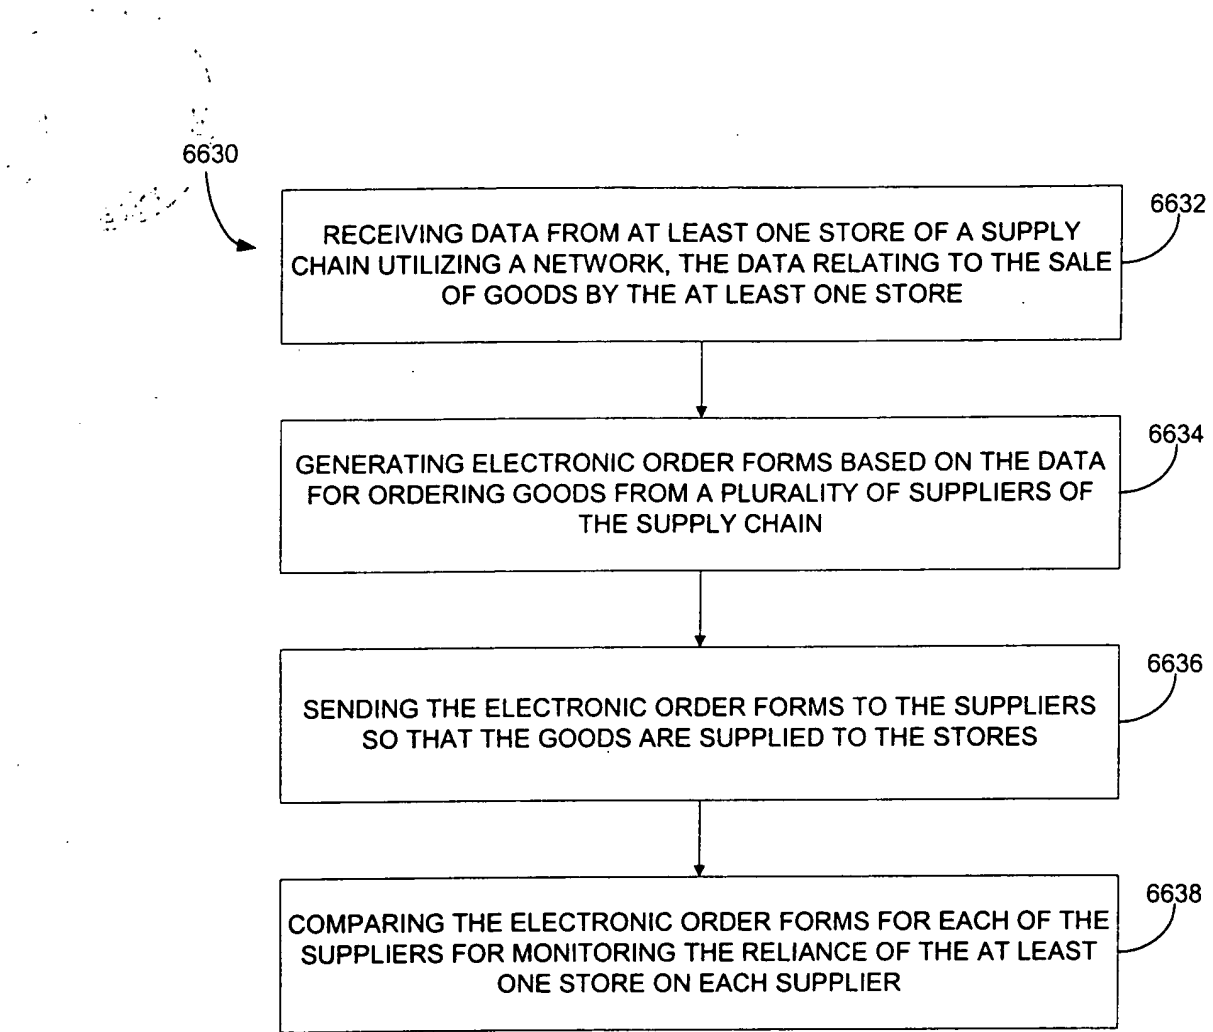 6630
6632
RECEIVING DATA FROM AT LEAST ONE STORE OF A SUPPLY
CHAIN UTILIZING A NETWORK, THE DATA RELATING TO THE SALE
OF GOODS BY THE AT LEAST ONE STORE
6634
GENERATING ELECTRONIC ORDER FORMS BASED ON THE DATA
FOR ORDERING GOODS FROM A PLURALITY OF SUPPLIERS OF
THE SUPPLY CHAIN
6636
SENDING THE ELECTRONIC ORDER FORMS TO THE SUPPLIERS
SO THAT THE GOODS ARE SUPPLIED TO THE STORES
6638
COMPARING THE ELECTRONIC ORDER FORMS FOR EACH OF THE
SUPPLIERS FOR MONITORING THE RELIANCE OF THE AT LEAST
ONE STORE ON EACH SUPPLIER